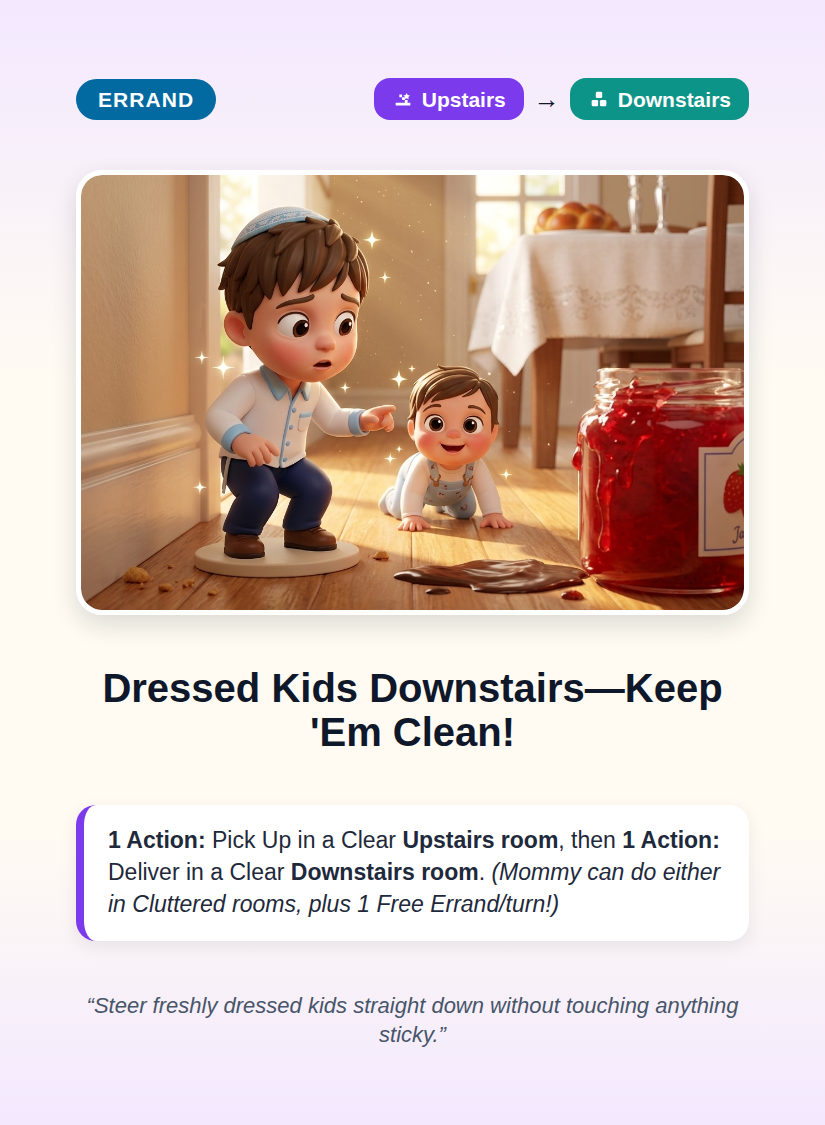 ERRAND
Upstairs → Downstairs
Dressed Kids Downstairs—Keep
'Em Clean!
1 Action: Pick Up in a Clear Upstairs room, then 1 Action:
Deliver in a Clear Downstairs room. (Mommy can do either
in Cluttered rooms, plus 1 Free Errand/turn!)
“Steer freshly dressed kids straight down without touching anything
sticky.”